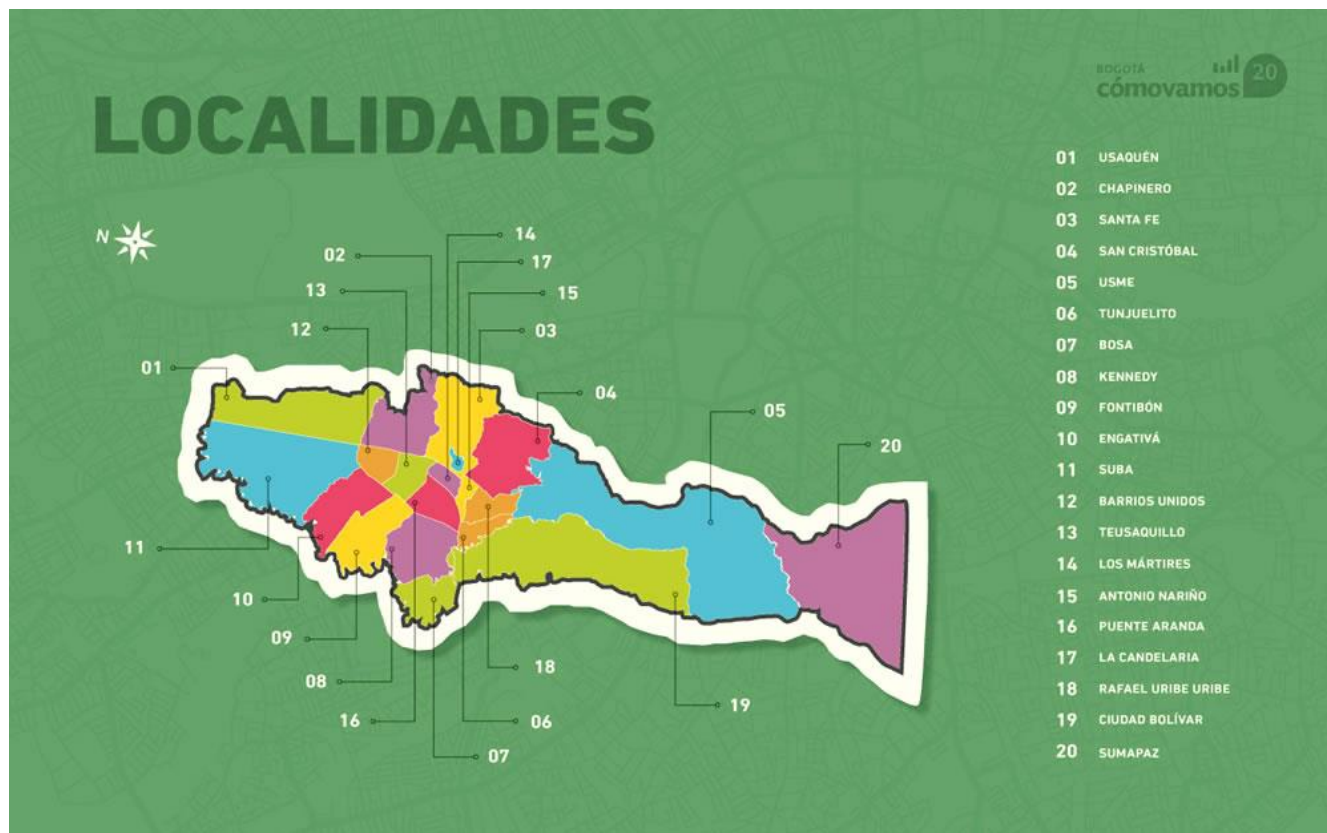 BOGOTÁ
cómovamos 20
LOCALIDADES
01 USAQUÉN
02 CHAPINERO
03 SANTA FE
04 SAN CRISTÓBAL
05 USME
06 TUNJUELITO
07 BOSA
08 KENNEDY
09 FONTIBÓN
10 ENGATIVÁ
11 SUBA
12 BARRIOS UNIDOS
13 TEUSAQUILLO
14 LOS MÁRTIRES
15 ANTONIO NARIÑO
16 PUENTE ARANDA
17 LA CANDELARIA
18 RAFAEL URIBE URIBE
19 CIUDAD BOLÍVAR
20 SUMAPAZ
N
14
02
17
13
15
12
03
01
04
05
20
11
10
09
18
08
19
16
06
07